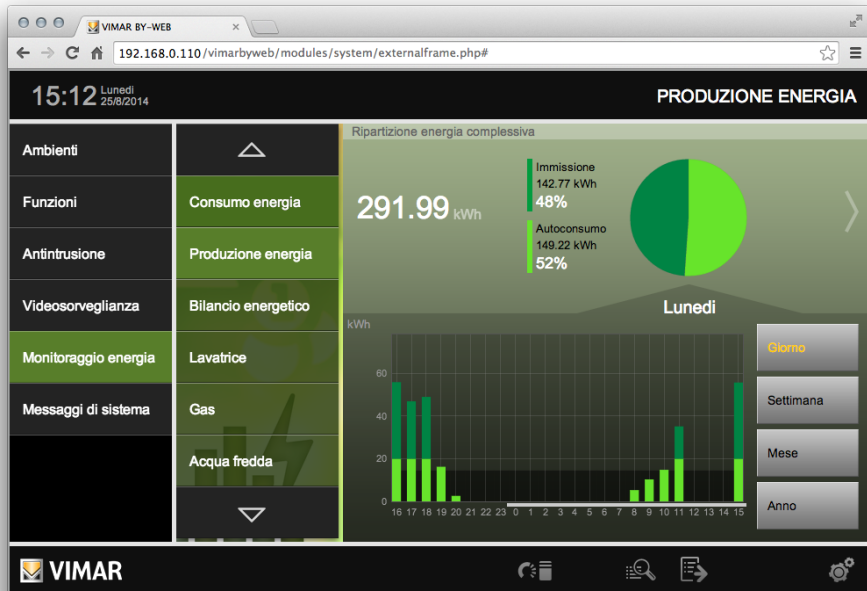 VIMAR BY-WEB
192.168.0.110/vimarbyweb/modules/system/externalframe.php#
15:12
Lunedi
25/8/2014
PRODUZIONE ENERGIA
Ambienti
Funzioni
Antintrusione
Videosorveglianza
Monitoraggio energia
Messaggi di sistema
Consumo energia
Produzione energia
Bilancio energetico
Lavatrice
Gas
Acqua fredda
Ripartizione energia complessiva
291.99 kWh
Immissione
142.77 kWh
48%
Autoconsumo
149.22 kWh
52%
Lunedi
kWh
60
40
20
0
16 17 18 19 20 21 22 23 0 1 2 3 4 5 6 7 8 9 10 11 12 13 14 15
Giorno
Settimana
Mese
Anno
VIMAR